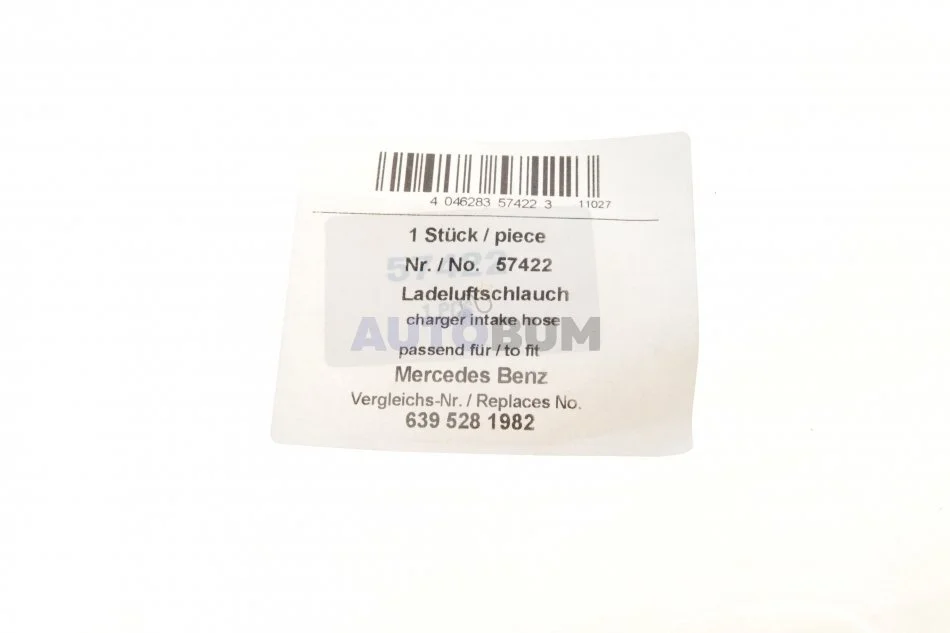 4 046283 57422 3 11027
1 Stück / piece
Nr. / No. 57422
57422
Ladeluftschlauch
charger intake hose
AUTOBUM
passend für / to fit
Mercedes Benz
Vergleichs-Nr. / Replaces No.
639 528 1982